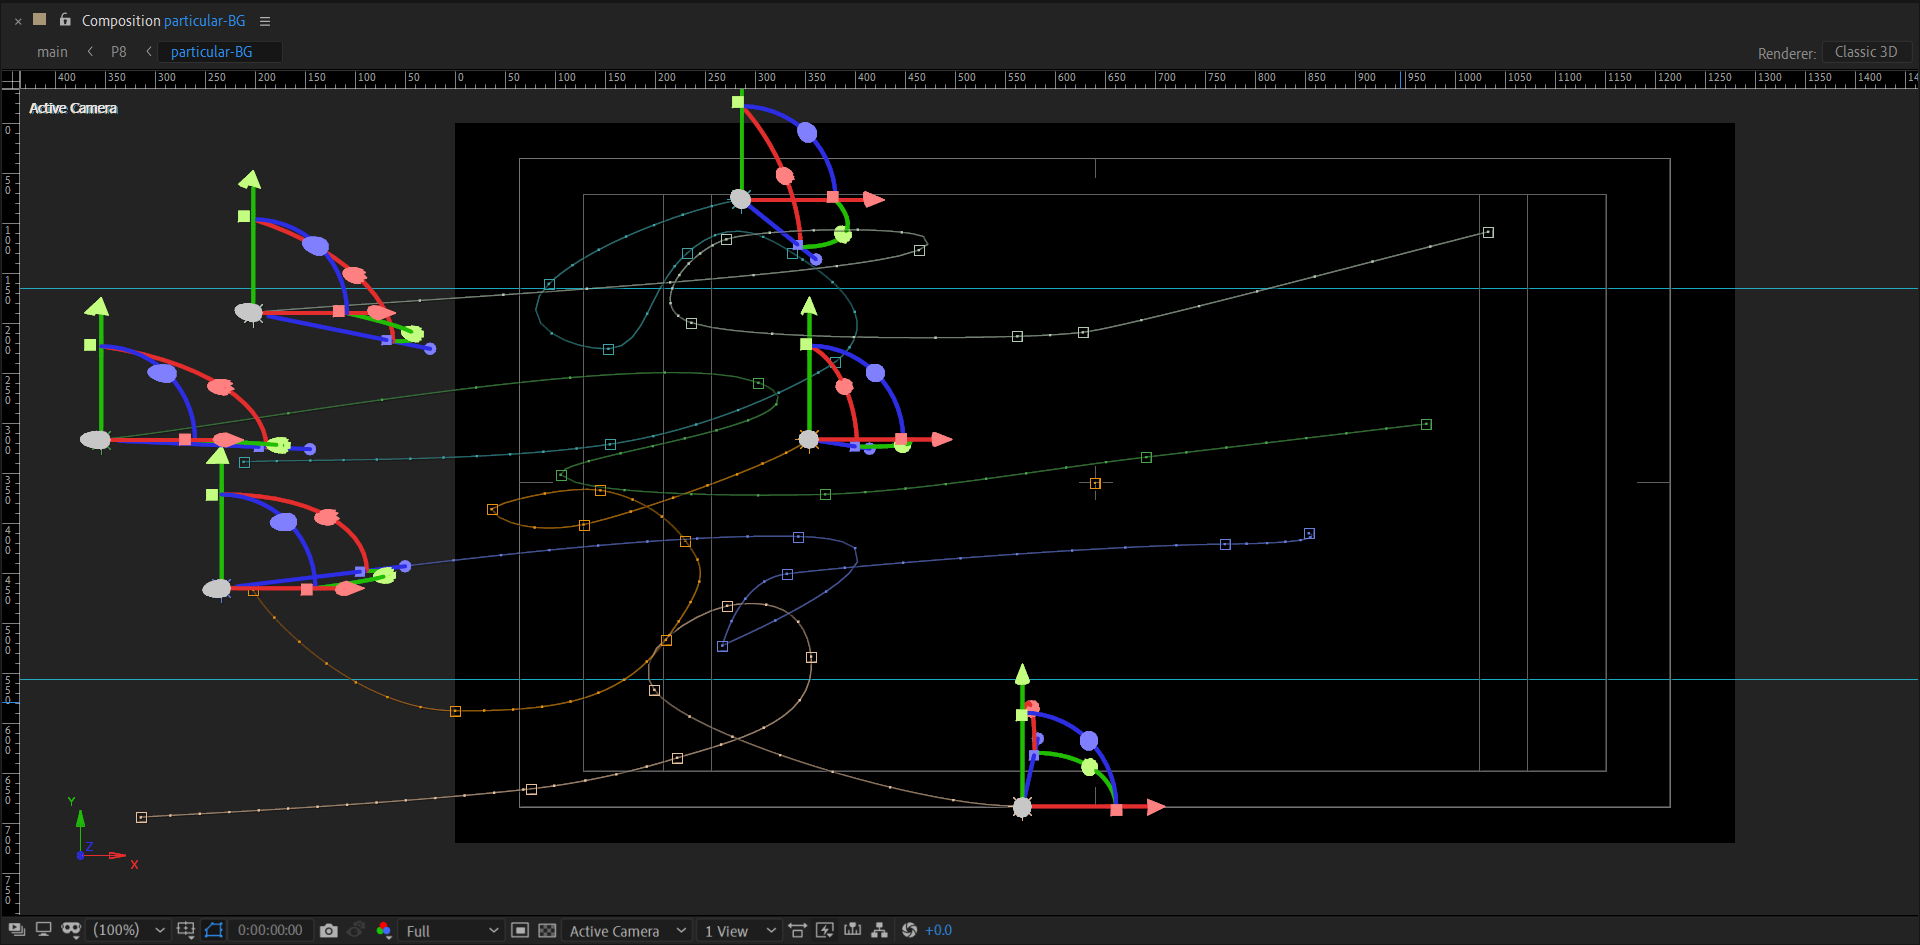 × Composition particular-BG ≡
main < P8 < particular-BG
Renderer: Classic 3D
400 350 300 250 200 150 100 50 0 50 100 150 200 250 300 350 400 450 500 550 600 650 700 750 800 850 900 950 1000 1050 1100 1150 1200 1250 1300 1350 1400
Active Camera
0
50
100
150
200
250
300
350
400
450
500
550
600
650
700
750
Y
Z
X
(100%) 0:00:00:00 Full Active Camera 1 View +0.0